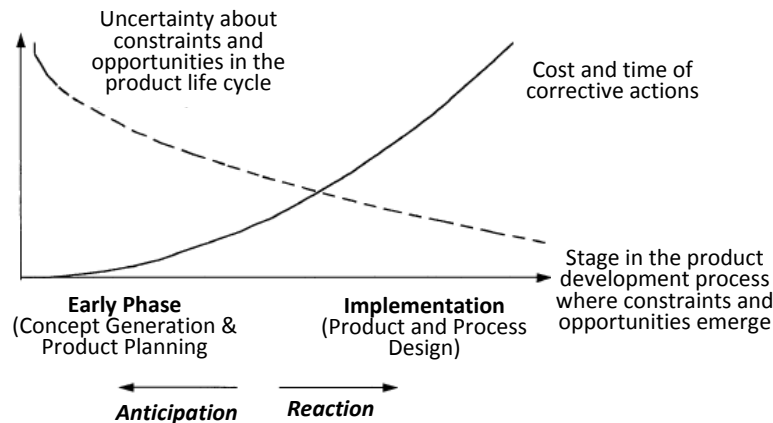 Uncertainty about
constraints and
opportunities in the
product life cycle
Cost and time of
corrective actions
Stage in the product
development process
where constraints and
opportunities emerge
Early Phase
(Concept Generation &
Product Planning
Implementation
(Product and Process
Design)
Anticipation
Reaction